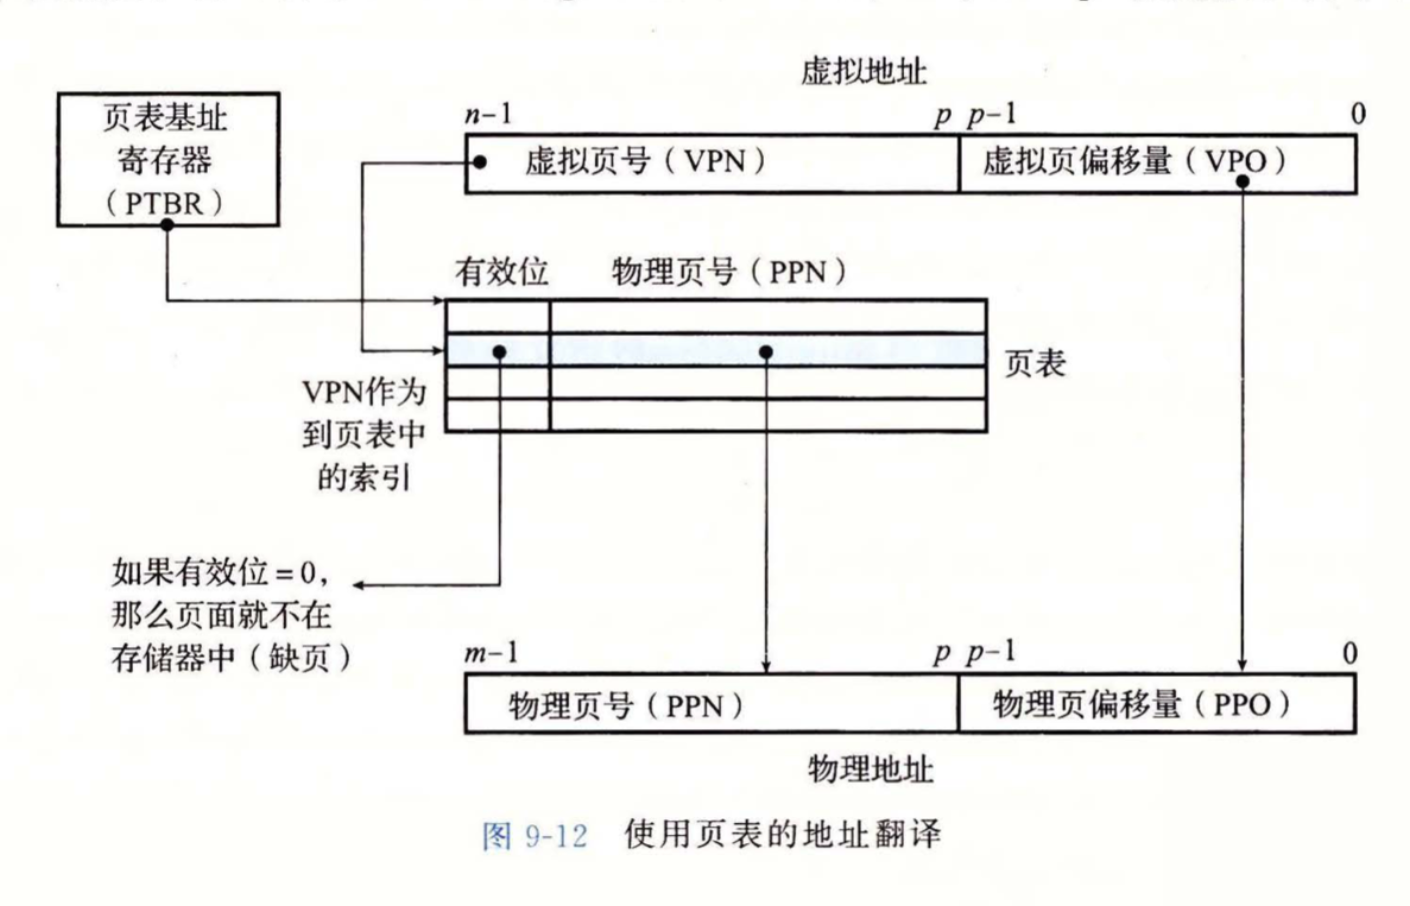 虚拟地址
页表基址
寄存器
（PTBR）
n-1
p p-1
0
虚拟页号（VPN）
虚拟页偏移量（VPO）
有效位
物理页号（PPN）
页表
VPN作为
到页表中
的索引
如果有效位=0，
那么页面就不在
存储器中（缺页）
m-1
p p-1
0
物理页号（PPN）
物理页偏移量（PPO）
物理地址
图 9-12 使用页表的地址翻译